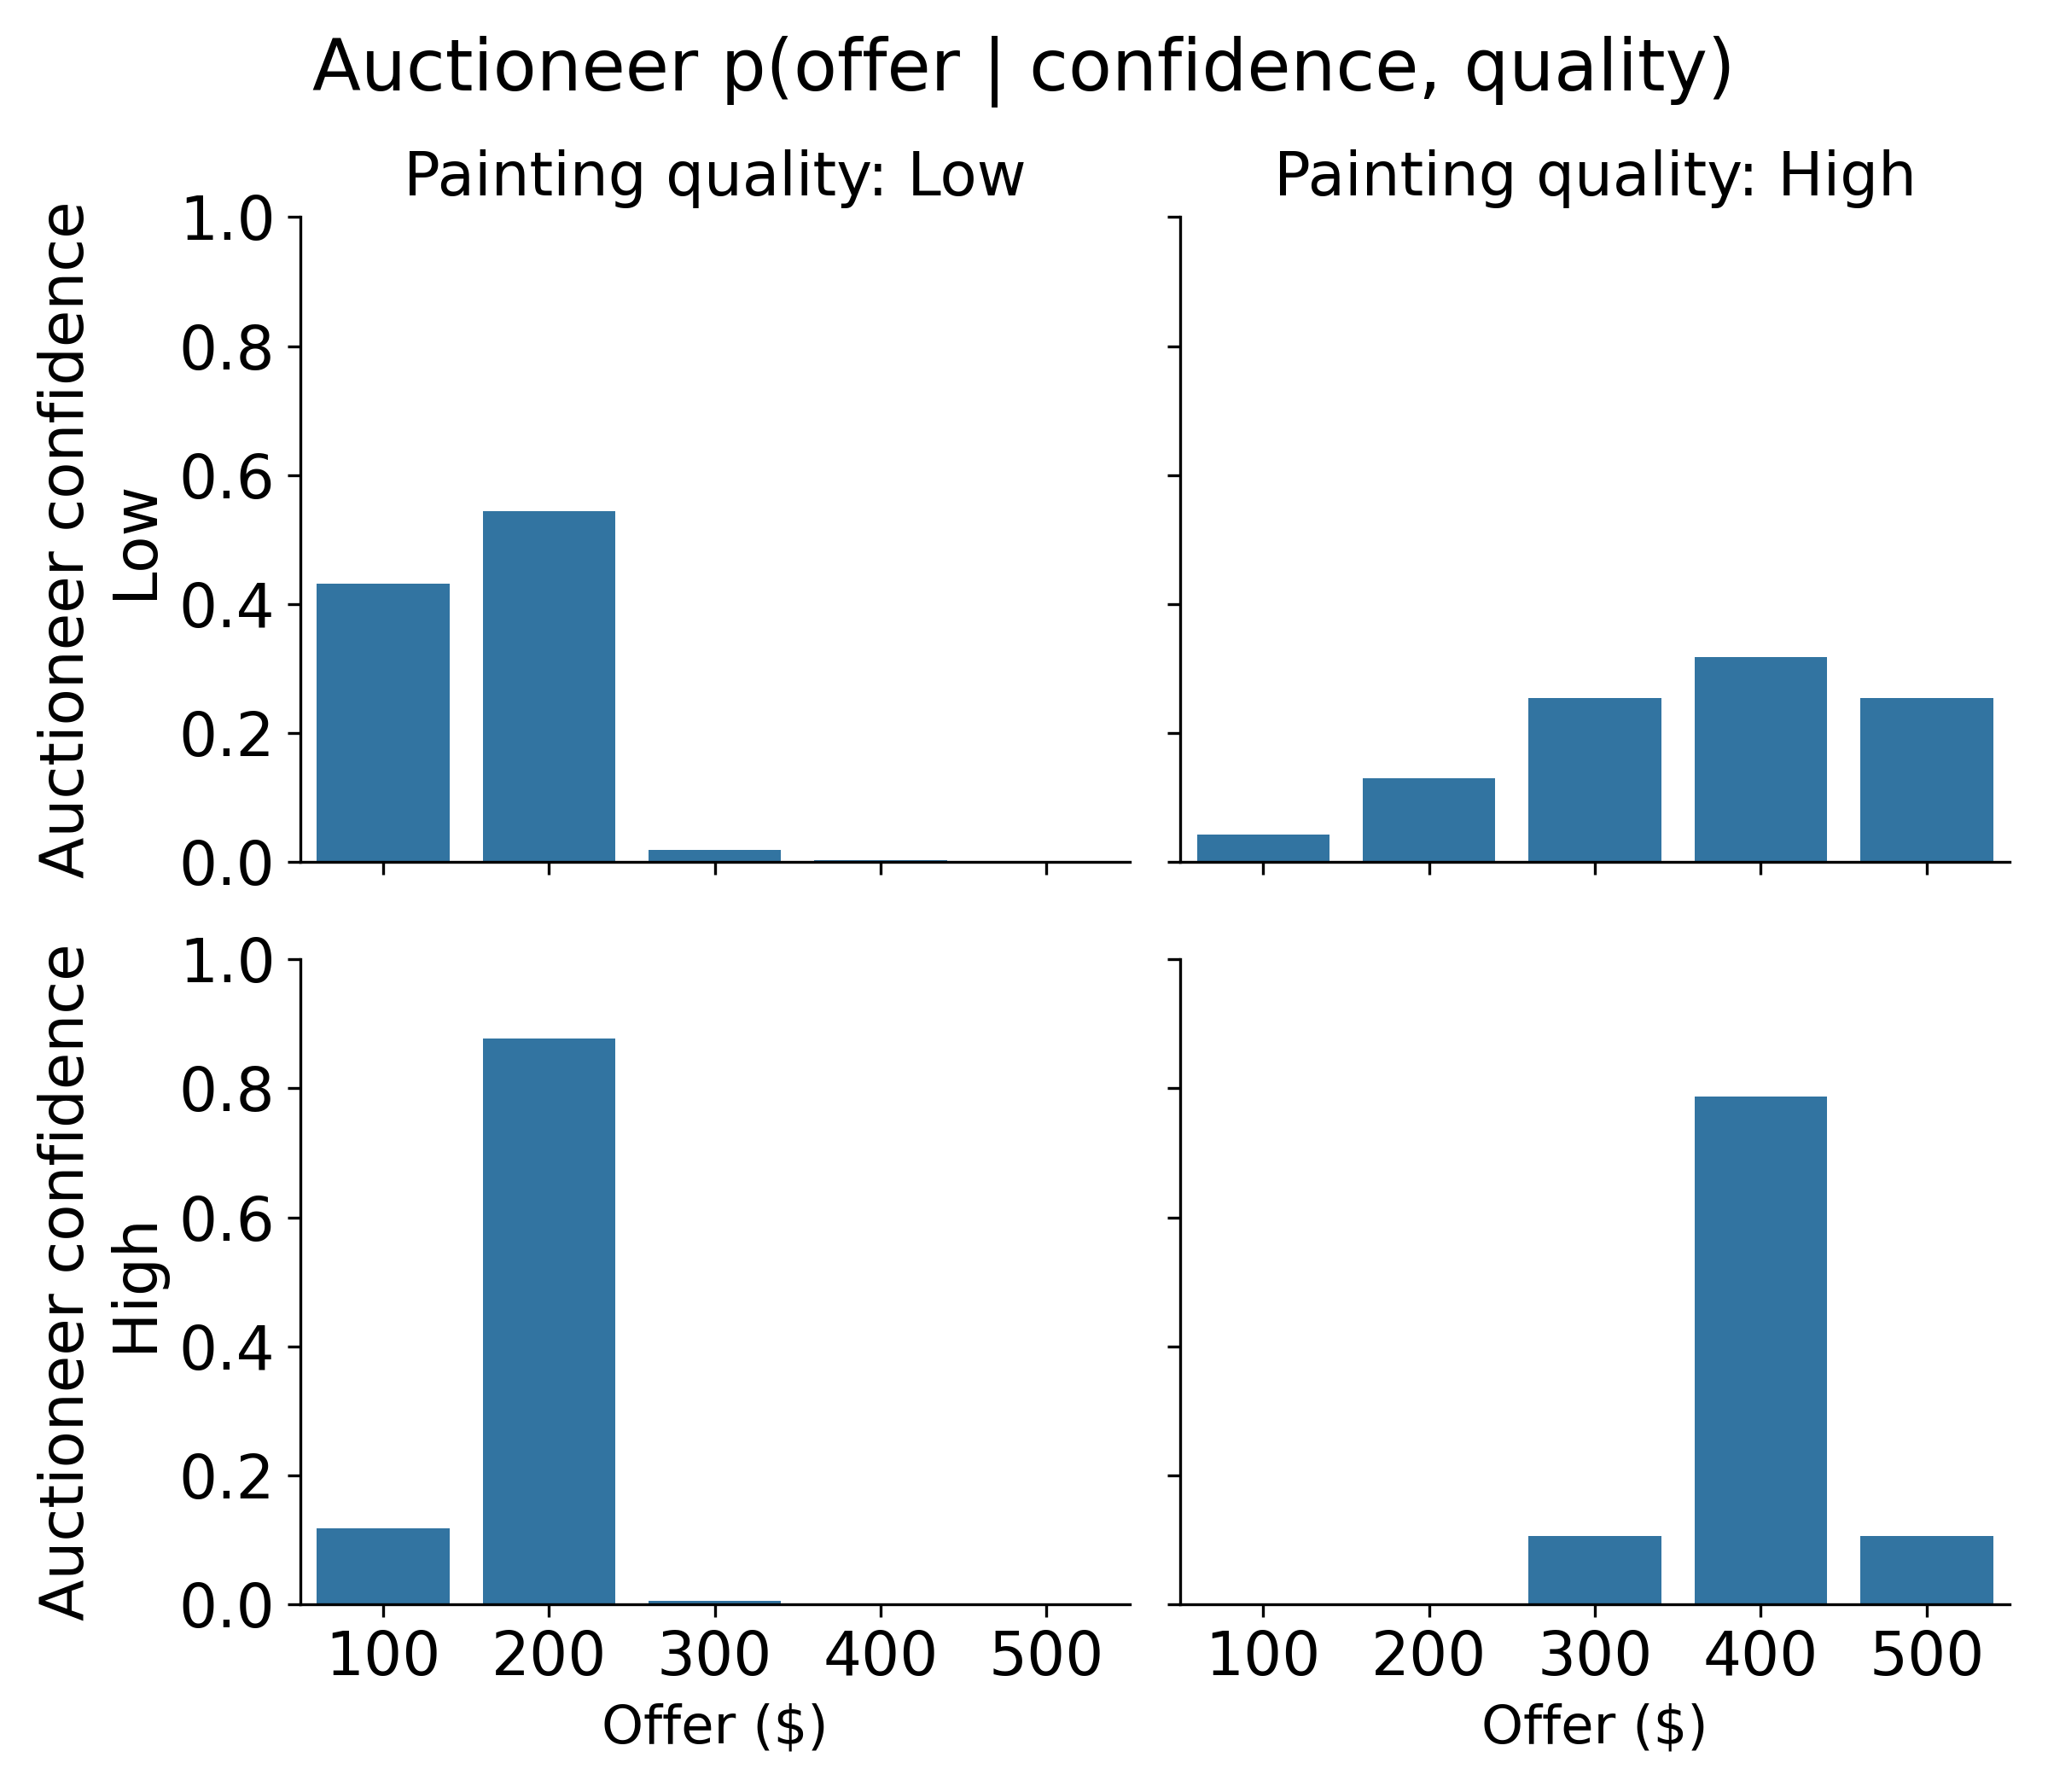 Auctioneer p(offer | confidence, quality)
Painting quality: Low
Painting quality: High
Auctioneer confidence
Low
1.0
0.8
0.6
0.4
0.2
0.0
Auctioneer confidence
High
1.0
0.8
0.6
0.4
0.2
0.0
100 200 300 400 500
100 200 300 400 500
Offer ($)
Offer ($)